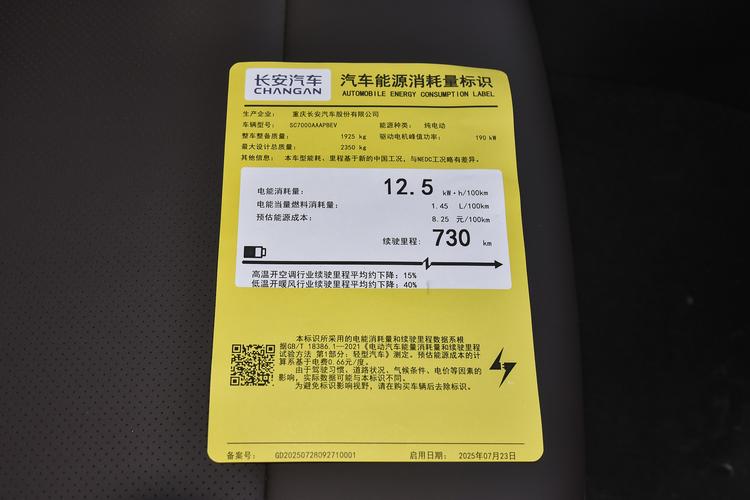 长安汽车 汽车能源消耗量标识
CHANGAN AUTOMOBILE ENERGY CONSUMPTION LABEL
生产企业： 重庆长安汽车股份有限公司
车辆型号： SC7000AAAPBEV 能源种类： 纯电动
整车整备质量： 1925 kg 驱动电机峰值功率： 190 kW
最大设计总质量： 2350 kg
其他信息： 本车型能耗、里程基于新的中国工况，与NEDC工况略有差异。
电能消耗量： 12.5 kW·h/100km
电能当量燃料消耗量： 1.45 L/100km
预估能源成本： 8.25 元/100km
续驶里程： 730 km
高温开空调行业续驶里程平均约下降：15%
低温开暖风行业续驶里程平均约下降：40%
本标识所采用的电能消耗量和续驶里程数据系根
据GB/T 18386.1—2021《电动汽车能量消耗量和续驶里程
试验方法 第1部分：轻型汽车》测定。预估能源成本的计
算系基于电费0.66元/度。
由于驾驶习惯、道路状况、气候条件、电价等因素的
影响，实际数据可能与本标识不同。
为避免标识影响视野，请在购买车辆后去除标识。
备案号： GD20250728092710001 启用日期： 2025年07月23日